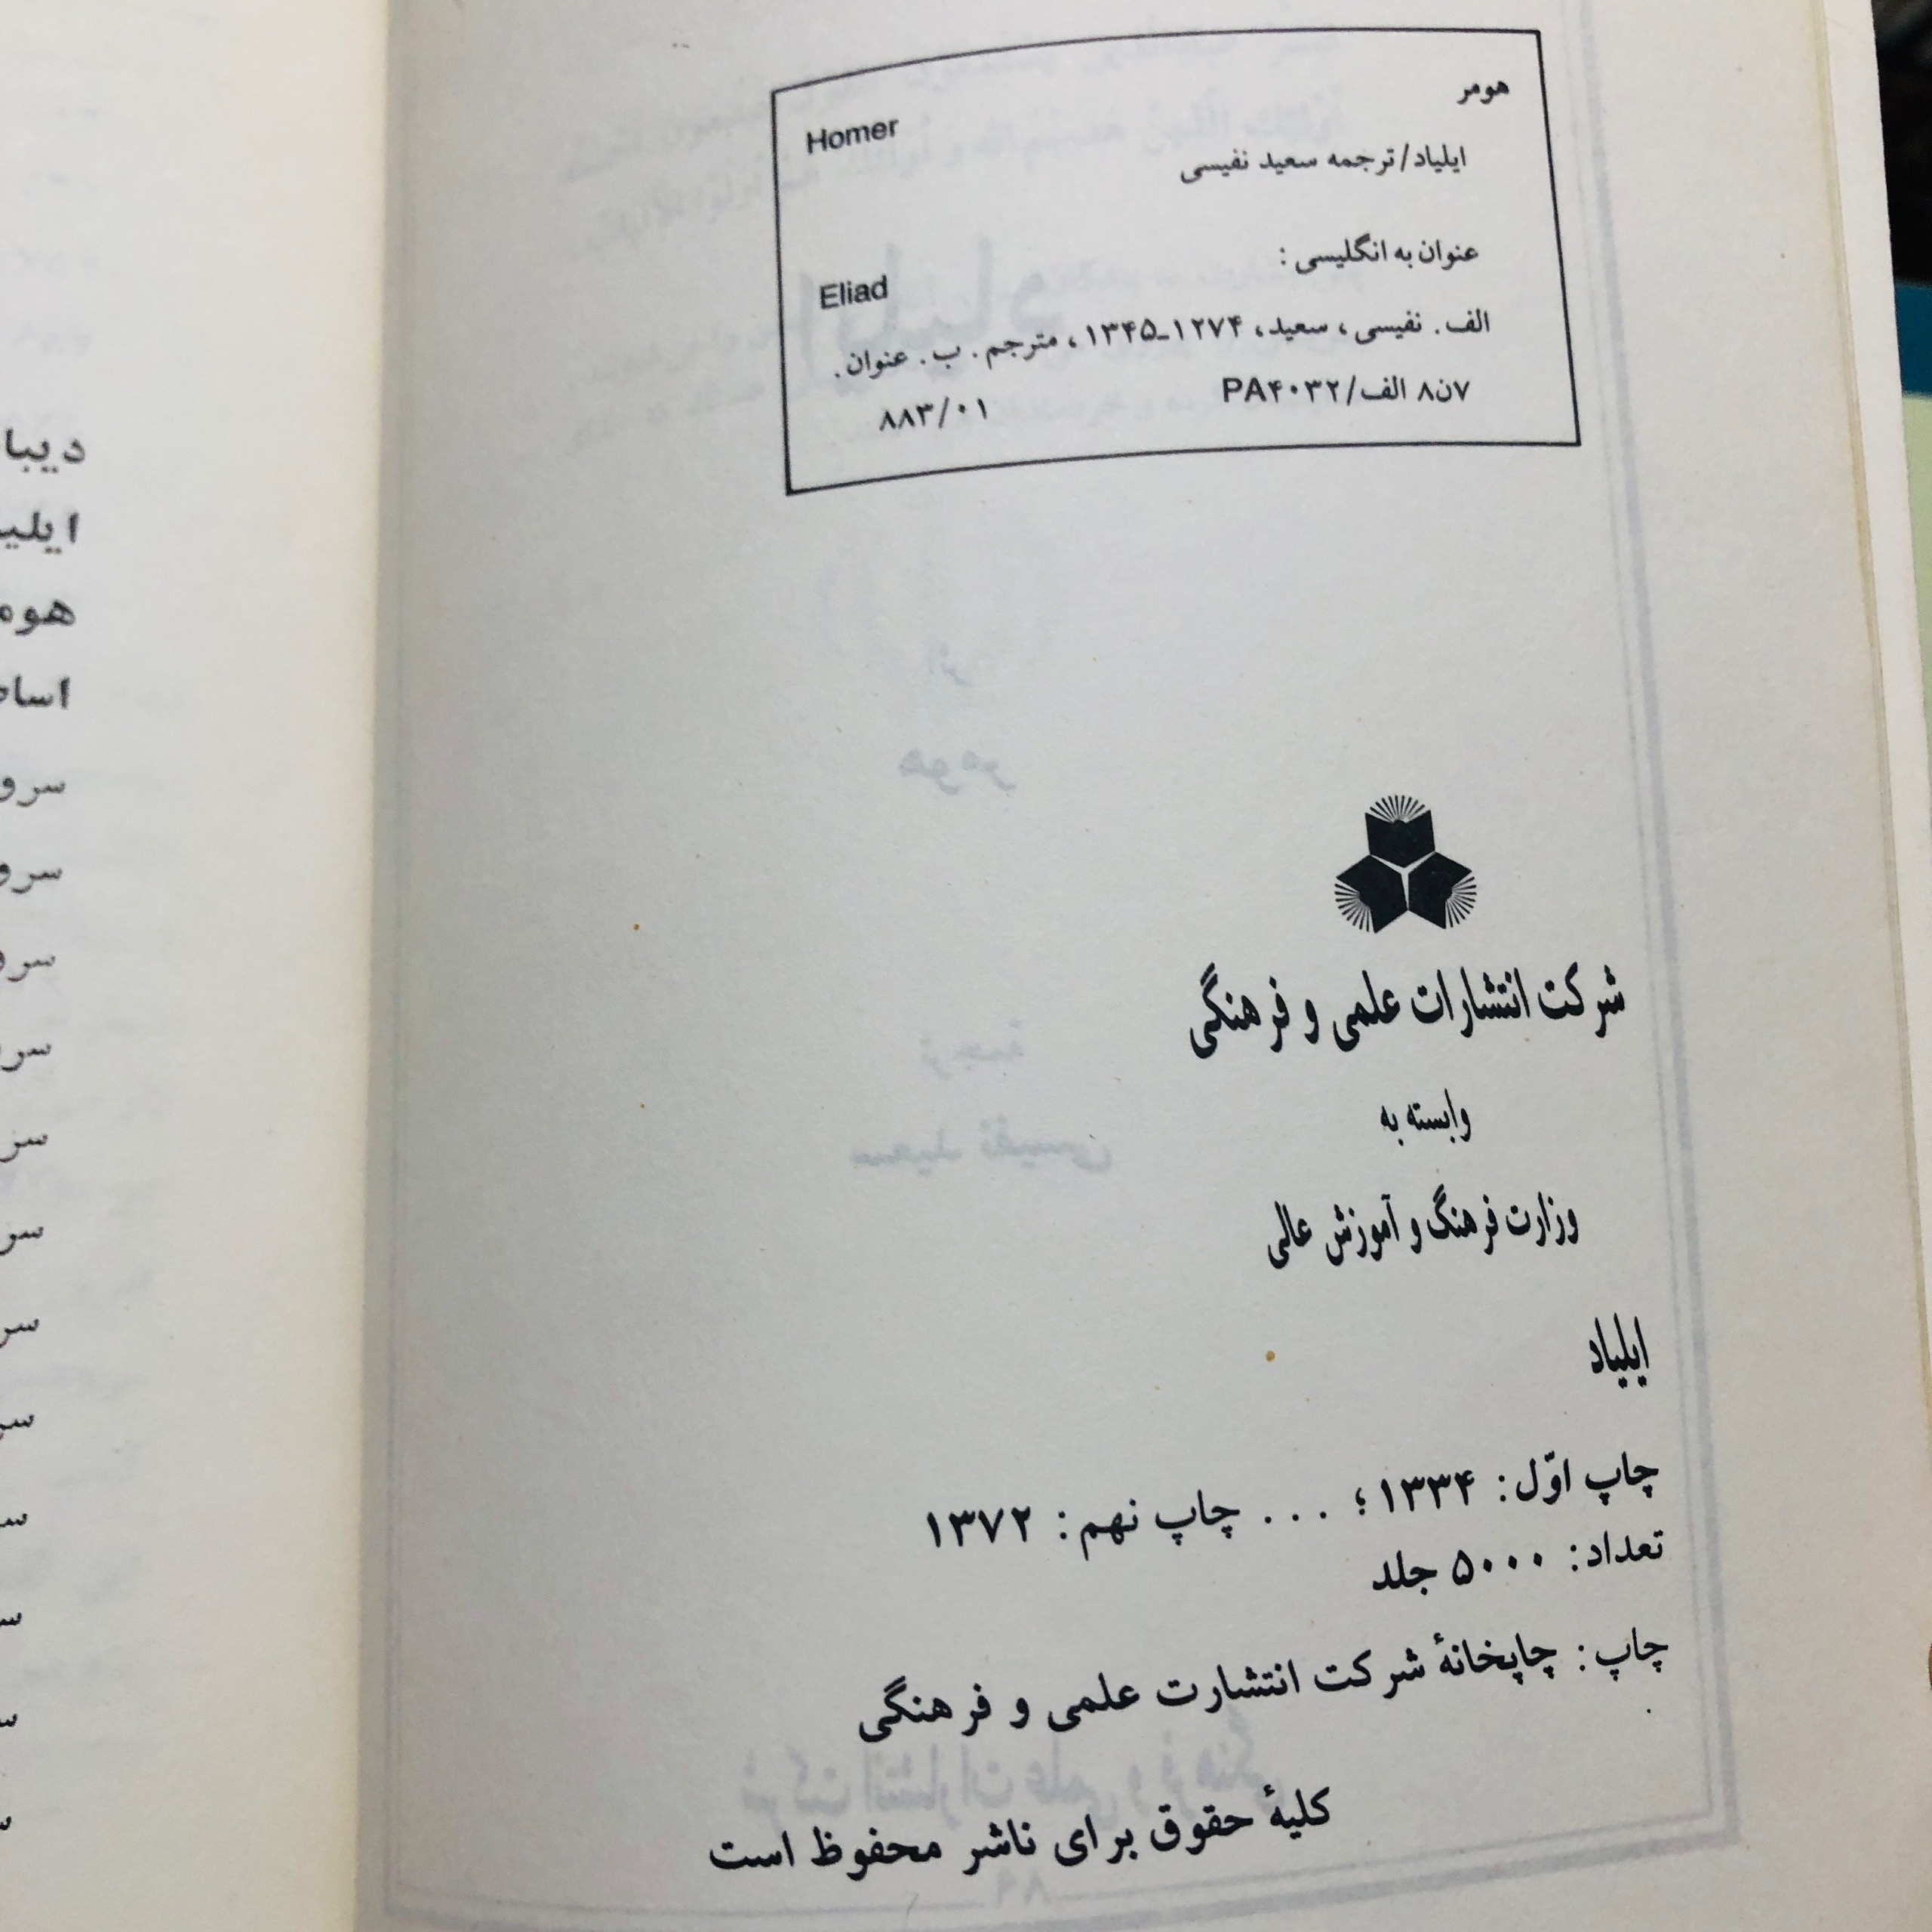 هومر
Homer
ایلیاد/ترجمه سعید نفیسی
عنوان به انگلیسی :
Eliad
الف. نفیسی، سعید، ۱۲۷۴ـ۱۳۴۵، مترجم. ب. عنوان.
۷ن۸ الف/PA۴۰۳۲
۸۸۳/۰۱
شرکت انتشارات علمی و فرهنگی
وابسته به
وزارت فرهنگ و آموزش عالی
ایلیاد
چاپ اوّل: ۱۳۳۴؛ ... چاپ نهم: ۱۳۷۲
تعداد: ۵۰۰۰ جلد
چاپ: چاپخانهٔ شرکت انتشارت علمی و فرهنگی
کلیهٔ حقوق برای ناشر محفوظ است